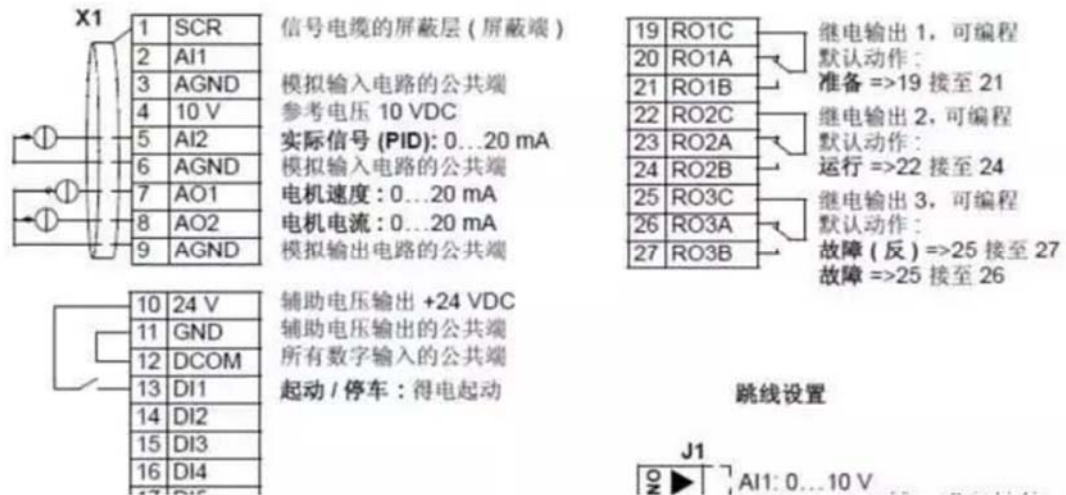 X1
1 SCR 信号电缆的屏蔽层 ( 屏蔽端 )
2 AI1
3 AGND 模拟输入电路的公共端
4 10 V 参考电压 10 VDC
5 AI2 实际信号 (PID): 0…20 mA
6 AGND 模拟输入电路的公共端
7 AO1 电机速度 : 0…20 mA
8 AO2 电机电流 : 0…20 mA
9 AGND 模拟输出电路的公共端
10 24 V 辅助电压输出 +24 VDC
11 GND 辅助电压输出的公共端
12 DCOM 所有数字输入的公共端
13 DI1 起动 / 停车 : 得电起动
14 DI2
15 DI3
16 DI4
17 DI5
19 RO1C 继电输出 1, 可编程
20 RO1A 默认动作 :
21 RO1B 准备 =>19 接至 21
22 RO2C 继电输出 2, 可编程
23 RO2A 默认动作 :
24 RO2B 运行 =>22 接至 24
25 RO3C 继电输出 3, 可编程
26 RO3A 默认动作 :
27 RO3B 故障 ( 反 ) =>25 接至 27
故障 =>25 接至 26
跳线设置
J1
ON
AI1: 0…10 V